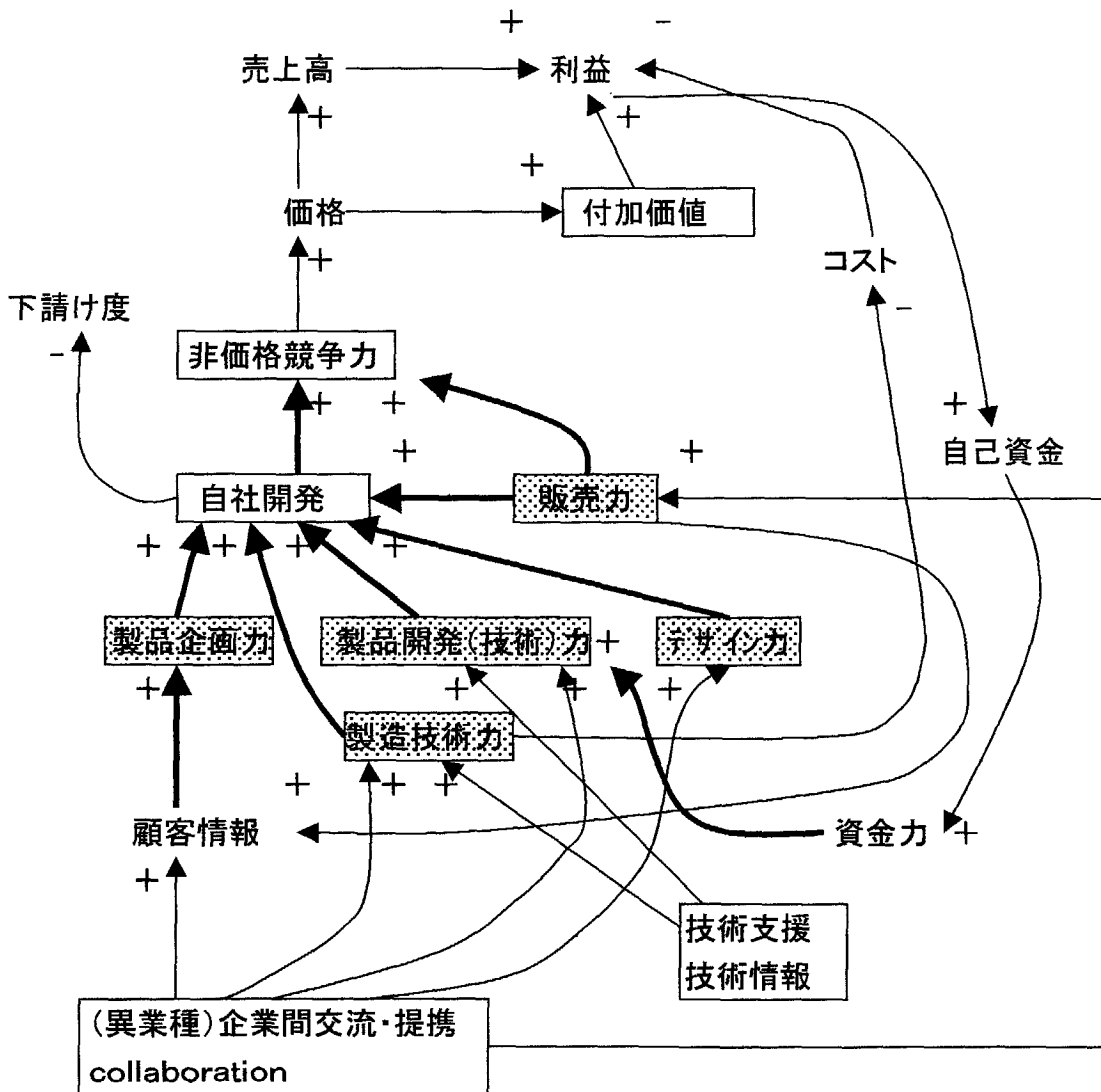 + -
売上高 利益
+ +
+
価格 付加価値
+ コスト
下請け度 -
- 非価格競争力
+ + +
+ + 自己資金
自社開発 販売力
+ + + +
製品企画力 製品開発(技術)力+ デザイン力
+ + + +
製造技術力
+ + +
顧客情報 資金力 +
+
技術支援
技術情報
(異業種)企業間交流・提携
collaboration